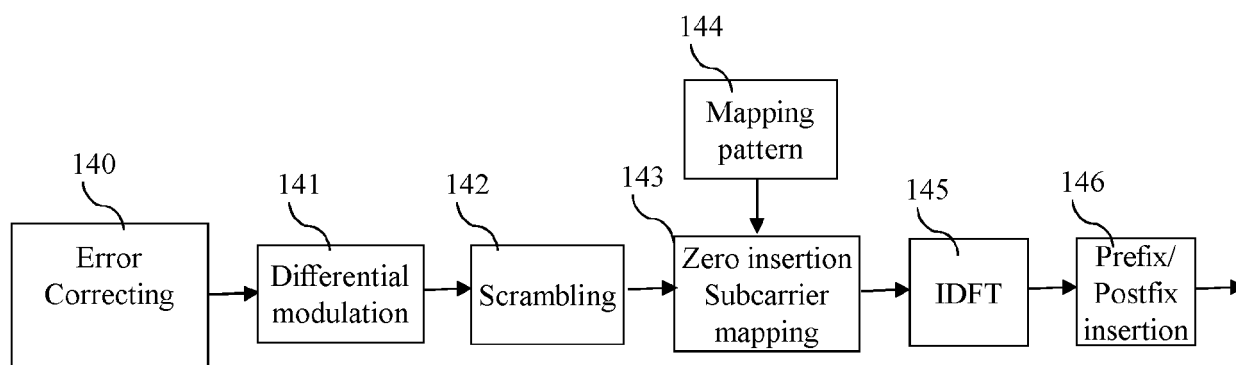 144
Mapping
pattern
140
141
142
143
145
146
Error
Correcting
Differential
modulation
Scrambling
Zero insertion
Subcarrier
mapping
IDFT
Prefix/
Postfix
insertion